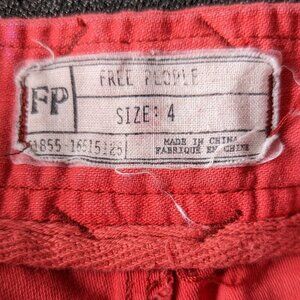 FP
FREE PEOPLE
SIZE: 4
MADE IN CHINA
FABRIQUE EN CHINE